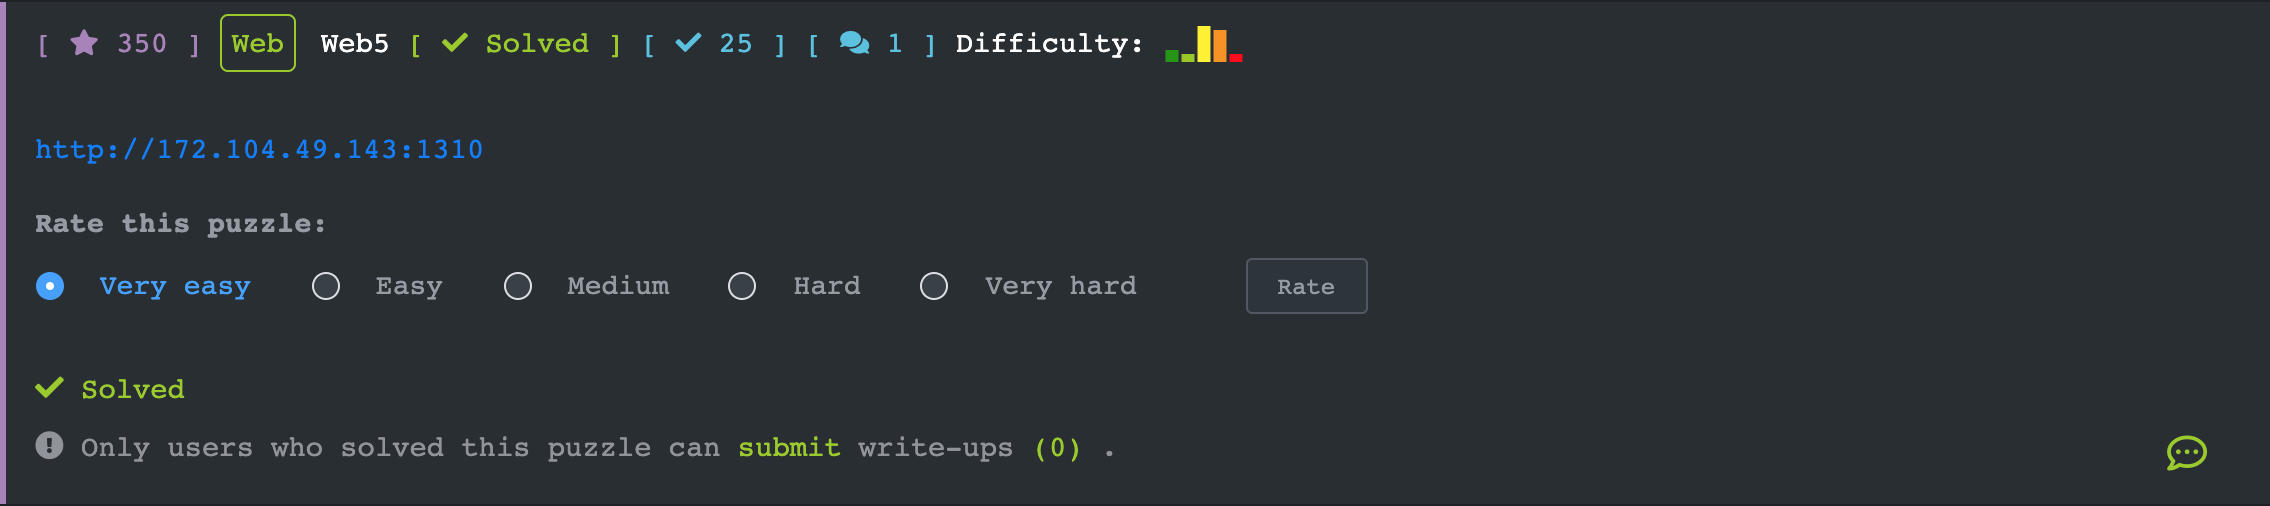 [ 350 ] Web Web5 [ Solved ] [ 25 ] [ 1 ] Difficulty:
http://172.104.49.143:1310
Rate this puzzle:
Very easy Easy Medium Hard Very hard Rate
Solved
Only users who solved this puzzle can submit write-ups (0) .